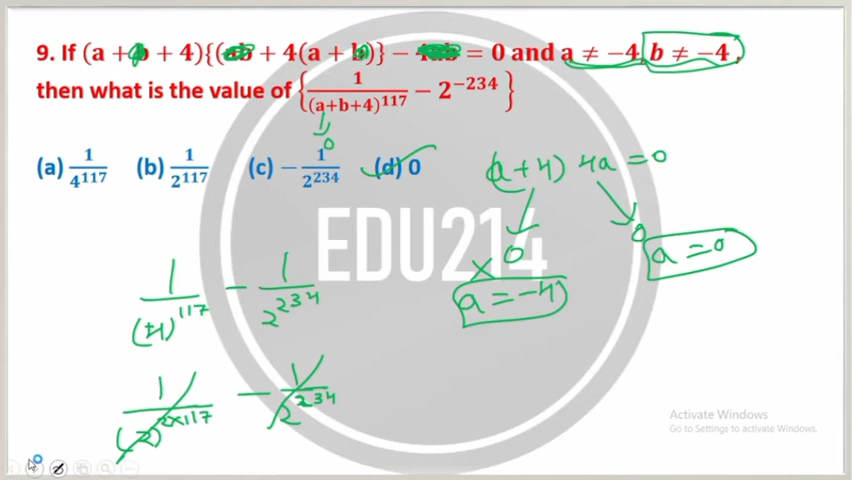 9. If (a + b + 4){(ab + 4(a + b)} − 4ab = 0 and a ≠ −4, b ≠ −4,
then what is the value of {1/(a+b+4)^117 − 2^−234}
(a) 1/4^117 (b) 1/2^117 (c) − 1/2^234 (d) 0
0
(a+4) 4a = 0
0 0
a = 0
a = −4
EDU214
1/(4)^117 − 1/2^234
1/(2)^2×117 − 1/2^234
Activate Windows
Go to Settings to activate Windows.